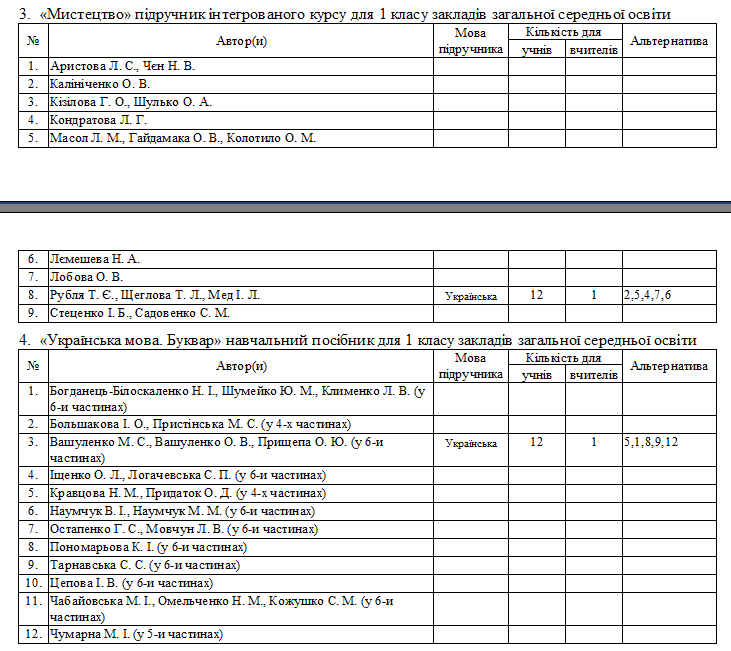 3. «Мистецтво» підручник інтегрованого курсу для 1 класу закладів загальної середньої освіти
№ Автор(и) Мова підручника Кількість для учнів вчителів Альтернатива
1. Аристова Л. С., Чєн Н. В.
2. Калініченко О. В.
3. Кізілова Г. О., Шулько О. А.
4. Кондратова Л. Г.
5. Масол Л. М., Гайдамака О. В., Колотило О. М.
6. Лємешева Н. А.
7. Лобова О. В.
8. Рубля Т. Є., Щеглова Т. Л., Мед І. Л. Українська 12 1 2,5,4,7,6
9. Стеценко І. Б., Садовенко С. М.
4. «Українська мова. Буквар» навчальний посібник для 1 класу закладів загальної середньої освіти
№ Автор(и) Мова підручника Кількість для учнів вчителів Альтернатива
1. Богданець-Білоскаленко Н. І., Шумейко Ю. М., Клименко Л. В. (у
6-и частинах)
2. Большакова І. О., Пристінська М. С. (у 4-х частинах)
3. Вашуленко М. С., Вашуленко О. В., Прищепа О. Ю. (у 6-и Українська 12 1 5,1,8,9,12
частинах)
4. Іщенко О. Л., Логачевська С. П. (у 6-и частинах)
5. Кравцова Н. М., Придаток О. Д. (у 4-х частинах)
6. Наумчук В. І., Наумчук М. М. (у 6-и частинах)
7. Остапенко Г. С., Мовчун Л. В. (у 6-и частинах)
8. Пономарьова К. І. (у 6-и частинах)
9. Тарнавська С. С. (у 6-и частинах)
10. Цепова І. В. (у 6-и частинах)
11. Чабайовська М. І., Омельченко Н. М., Кожушко С. М. (у 6-и
частинах)
12. Чумарна М. І. (у 5-и частинах)